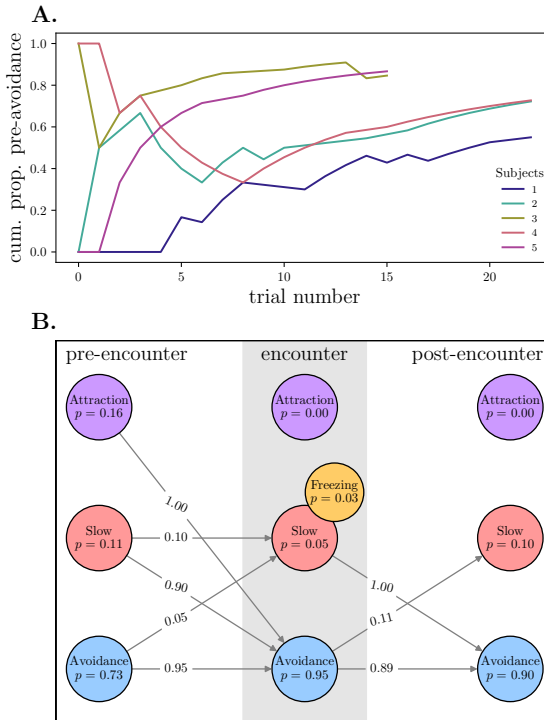 A.
cum. prop. pre-avoidance
1.0
0.8
0.6
0.4
0.2
0.0
0
5
10
15
20
trial number
Subjects
1
2
3
4
5
B.
pre-encounter
encounter
post-encounter
Attraction
p = 0.16
Attraction
p = 0.00
Attraction
p = 0.00
Freezing
p = 0.03
Slow
p = 0.11
Slow
p = 0.05
Slow
p = 0.10
Avoidance
p = 0.73
Avoidance
p = 0.95
Avoidance
p = 0.90
1.00
0.10
0.90
0.05
0.95
1.00
0.11
0.89